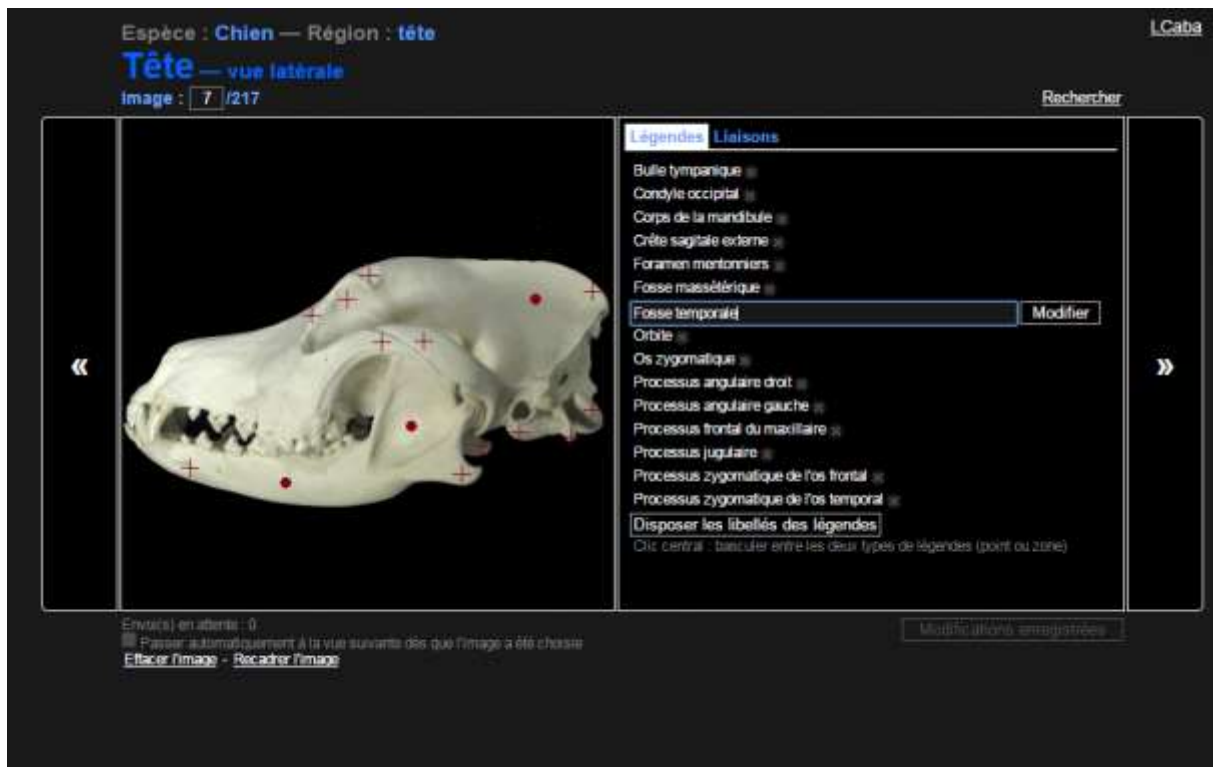 Espèce : Chien — Région : tête
LCaba
Tête — vue latérale
Image : 7 /217
Rechercher
Légendes Liaisons
Bulle tympanique
Condyle occipital
Corps de la mandibule
Crête sagitale externe
Foramen mentonniers
Fosse massétérique
Fosse temporale
Modifier
Orbite
Os zygomatique
Processus angulaire droit
Processus angulaire gauche
Processus frontal du maxillaire
Processus jugulaire
Processus zygomatique de l'os frontal
Processus zygomatique de l'os temporal
Disposer les libellés des légendes
Clic central : basculer entre les deux types de légendes (point ou zone)
«
»
Envoi(s) en attente : 0
Modifications enregistrées
Passer automatiquement à la vue suivante dès que l'image a été choisie
Effacer l'image - Recadrer l'image